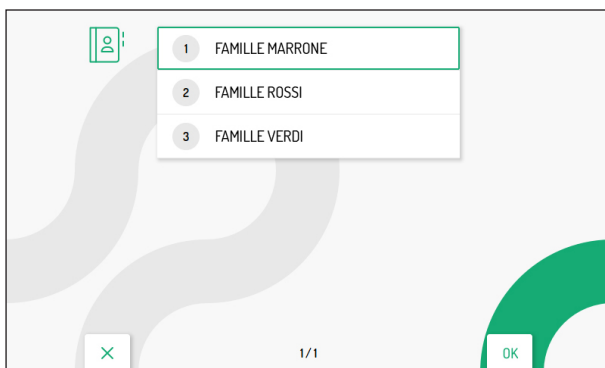 1 FAMILLE MARRONE
2 FAMILLE ROSSI
3 FAMILLE VERDI
1/1
OK